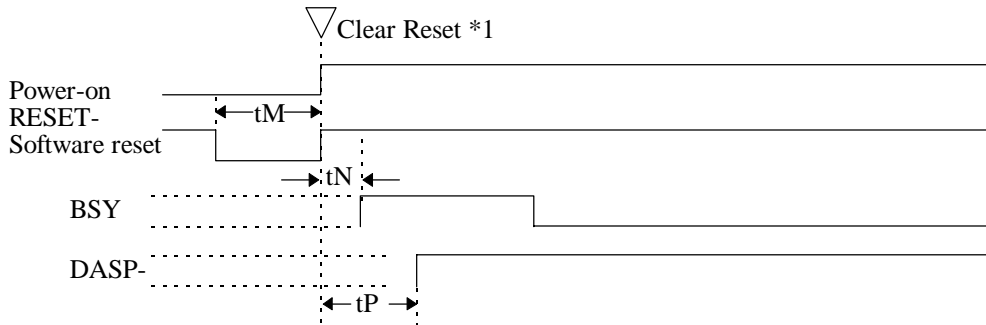 Clear Reset *1
Power-on
RESET-
Software reset
tM
tN
BSY
DASP-
tP